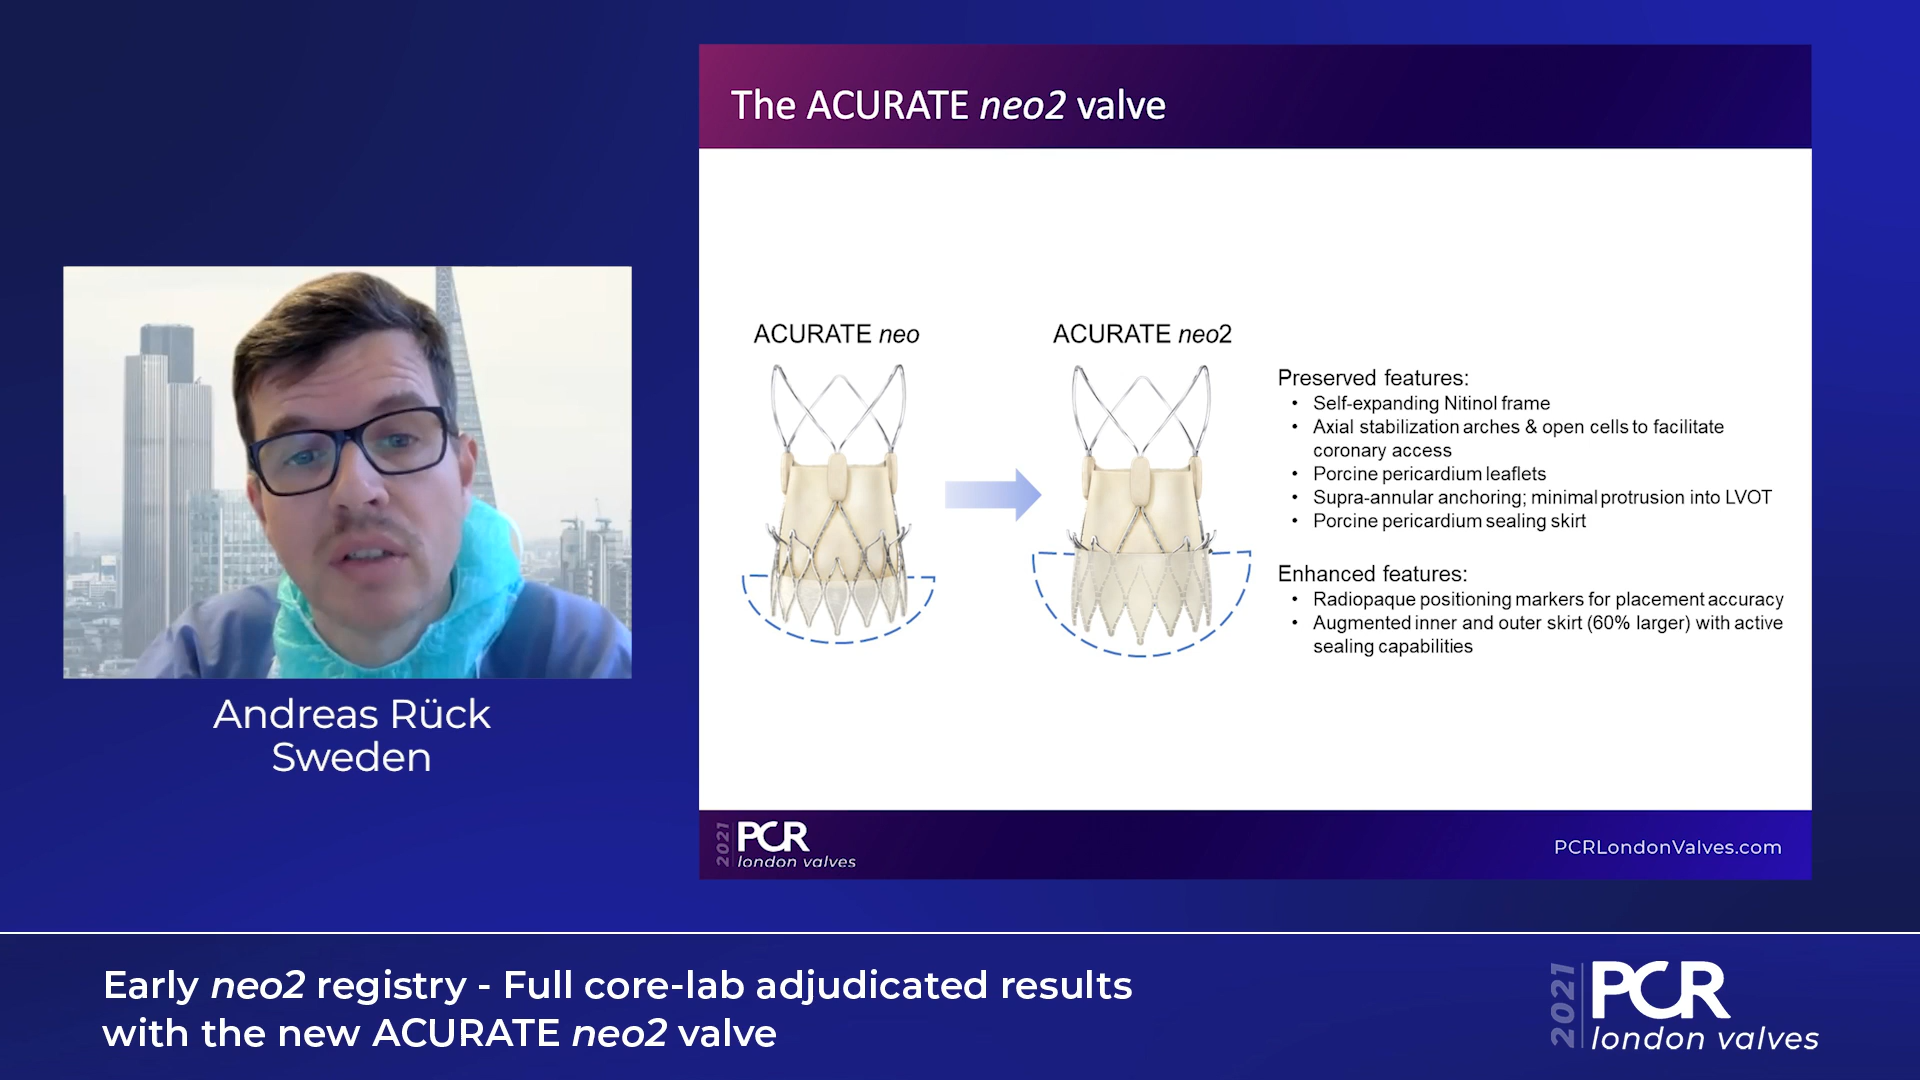 The ACURATE neo2 valve
ACURATE neo
ACURATE neo2
Preserved features:
• Self-expanding Nitinol frame
• Axial stabilization arches & open cells to facilitate
coronary access
• Porcine pericardium leaflets
• Supra-annular anchoring; minimal protrusion into LVOT
• Porcine pericardium sealing skirt
Enhanced features:
• Radiopaque positioning markers for placement accuracy
• Augmented inner and outer skirt (60% larger) with active
sealing capabilities
2021
PCR
london valves
PCRLondonValves.com
Andreas Rück
Sweden
Early neo2 registry - Full core-lab adjudicated results
with the new ACURATE neo2 valve
2021
PCR
london valves